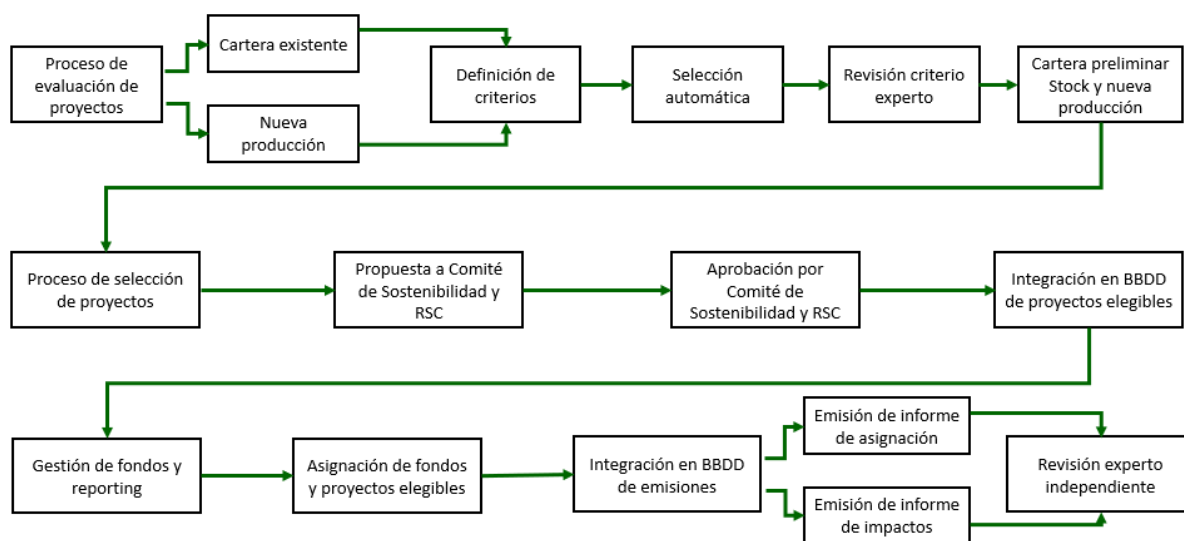 Proceso de
evaluación de
proyectos
Cartera existente
Nueva
producción
Definición de
criterios
Selección
automática
Revisión criterio
experto
Cartera preliminar
Stock y nueva
producción
Proceso de selección
de proyectos
Propuesta a Comité
de Sostenibilidad y
RSC
Aprobación por
Comité de
Sostenibilidad y RSC
Integración en BBDD
de proyectos elegibles
Gestión de fondos y
reporting
Asignación de fondos
y proyectos elegibles
Integración en BBDD
de emisiones
Emisión de informe
de asignación
Emisión de informe
de impactos
Revisión experto
independiente